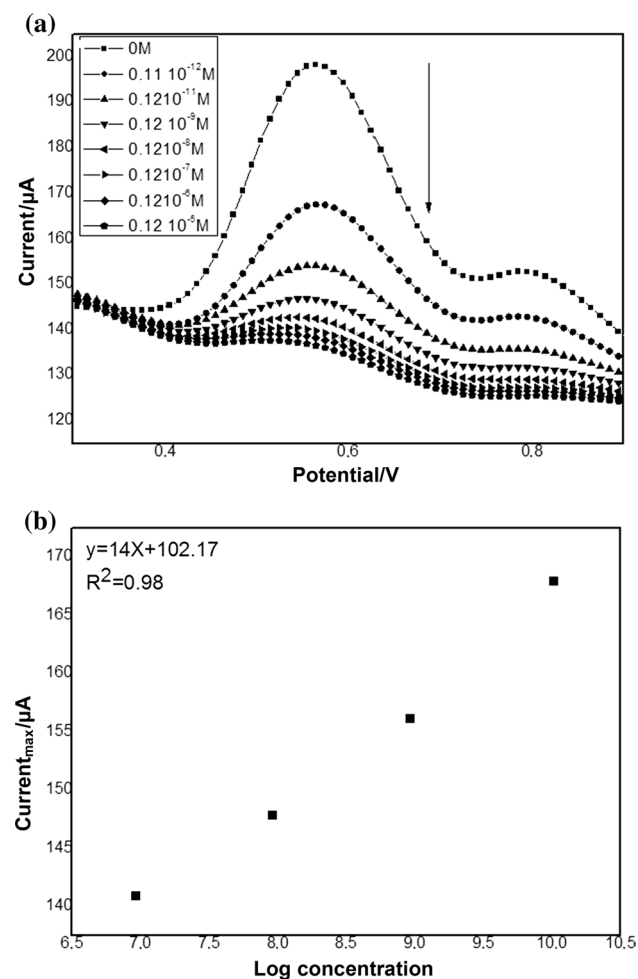 (a)
200
190
180
170
160
150
140
130
120
0M
0.11 10⁻¹²M
0.1210⁻¹¹M
0.12 10⁻⁹M
0.1210⁻⁸M
0.1210⁻⁷M
0.1210⁻⁶M
0.12 10⁻⁵M
Current/µA
0.4 0.6 0.8
Potential/V
(b)
y=14X+102.17
R²=0.98
170
165
160
155
150
145
140
Currentmax/µA
6.5 7.0 7.5 8.0 8.5 9.0 9.5 10.0 10.5
Log concentration